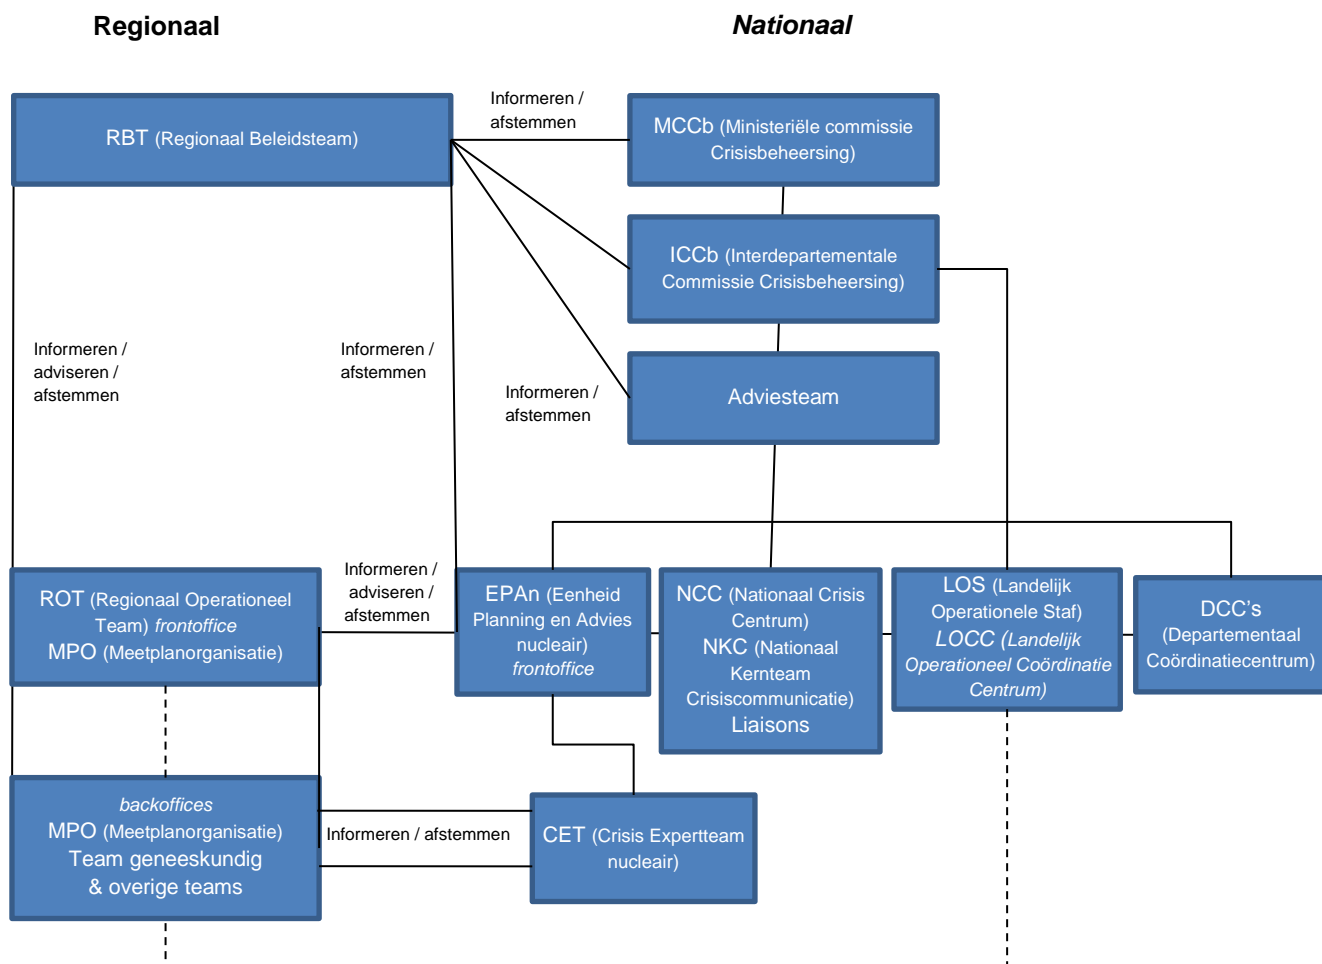 Regionaal
Nationaal
RBT (Regionaal Beleidsteam)
Informeren /
afstemmen
MCCb (Ministeriële commissie
Crisisbeheersing)
ICCb (Interdepartementale
Commissie Crisisbeheersing)
Informeren /
adviseren /
afstemmen
Informeren /
afstemmen
Informeren /
afstemmen
Adviesteam
ROT (Regionaal Operationeel
Team) frontoffice
MPO (Meetplanorganisatie)
Informeren /
adviseren /
afstemmen
EPAn (Eenheid
Planning en Advies
nucleair)
frontoffice
NCC (Nationaal Crisis
Centrum)
NKC (Nationaal
Kernteam
Crisiscommunicatie)
Liaisons
LOS (Landelijk
Operationele Staf)
LOCC (Landelijk
Operationeel Coördinatie
Centrum)
DCC's
(Departementaal
Coördinatiecentrum)
backoffices
MPO (Meetplanorganisatie)
Team geneeskundig
& overige teams
Informeren / afstemmen
CET (Crisis Expertteam
nucleair)